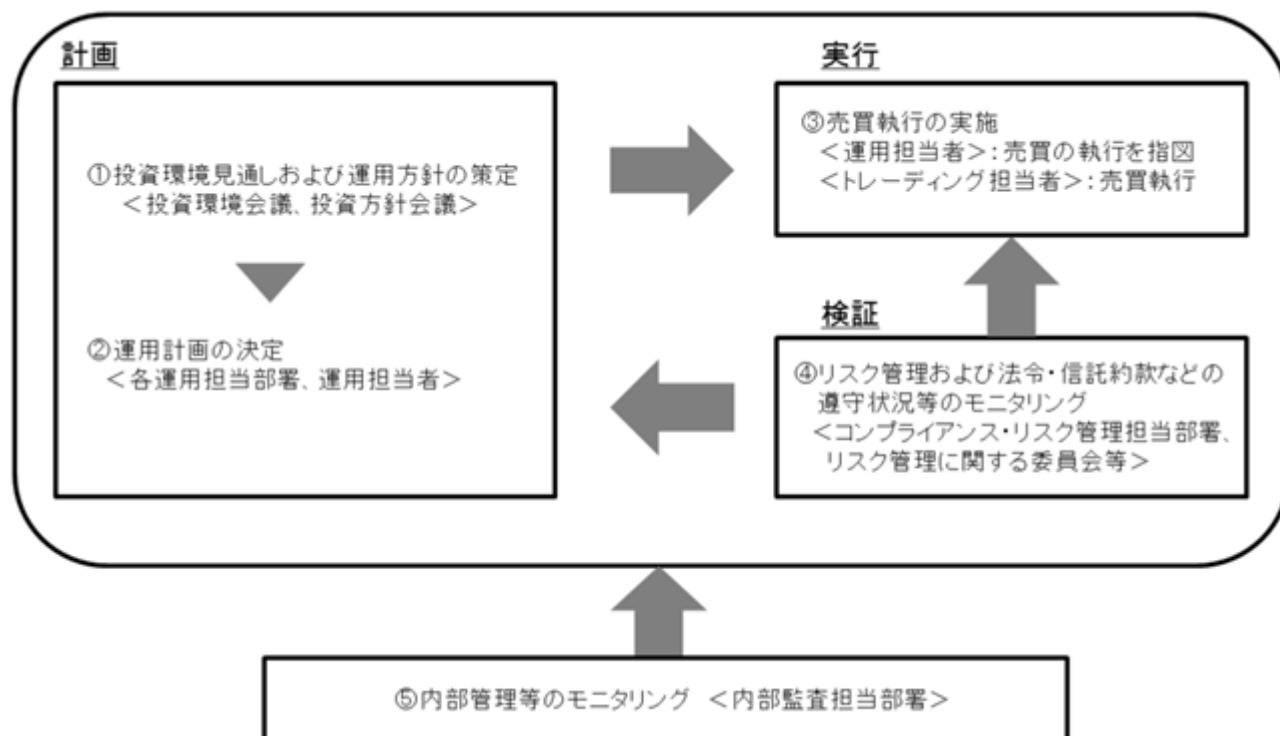 計画
①投資環境見通しおよび運用方針の策定
＜投資環境会議、投資方針会議＞
②運用計画の決定
＜各運用担当部署、運用担当者＞
実行
③売買執行の実施
＜運用担当者＞：売買の執行を指図
＜トレーディング担当者＞：売買執行
検証
④リスク管理および法令・信託約款などの
遵守状況等のモニタリング
＜コンプライアンス・リスク管理担当部署、
リスク管理に関する委員会等＞
⑤内部管理等のモニタリング ＜内部監査担当部署＞